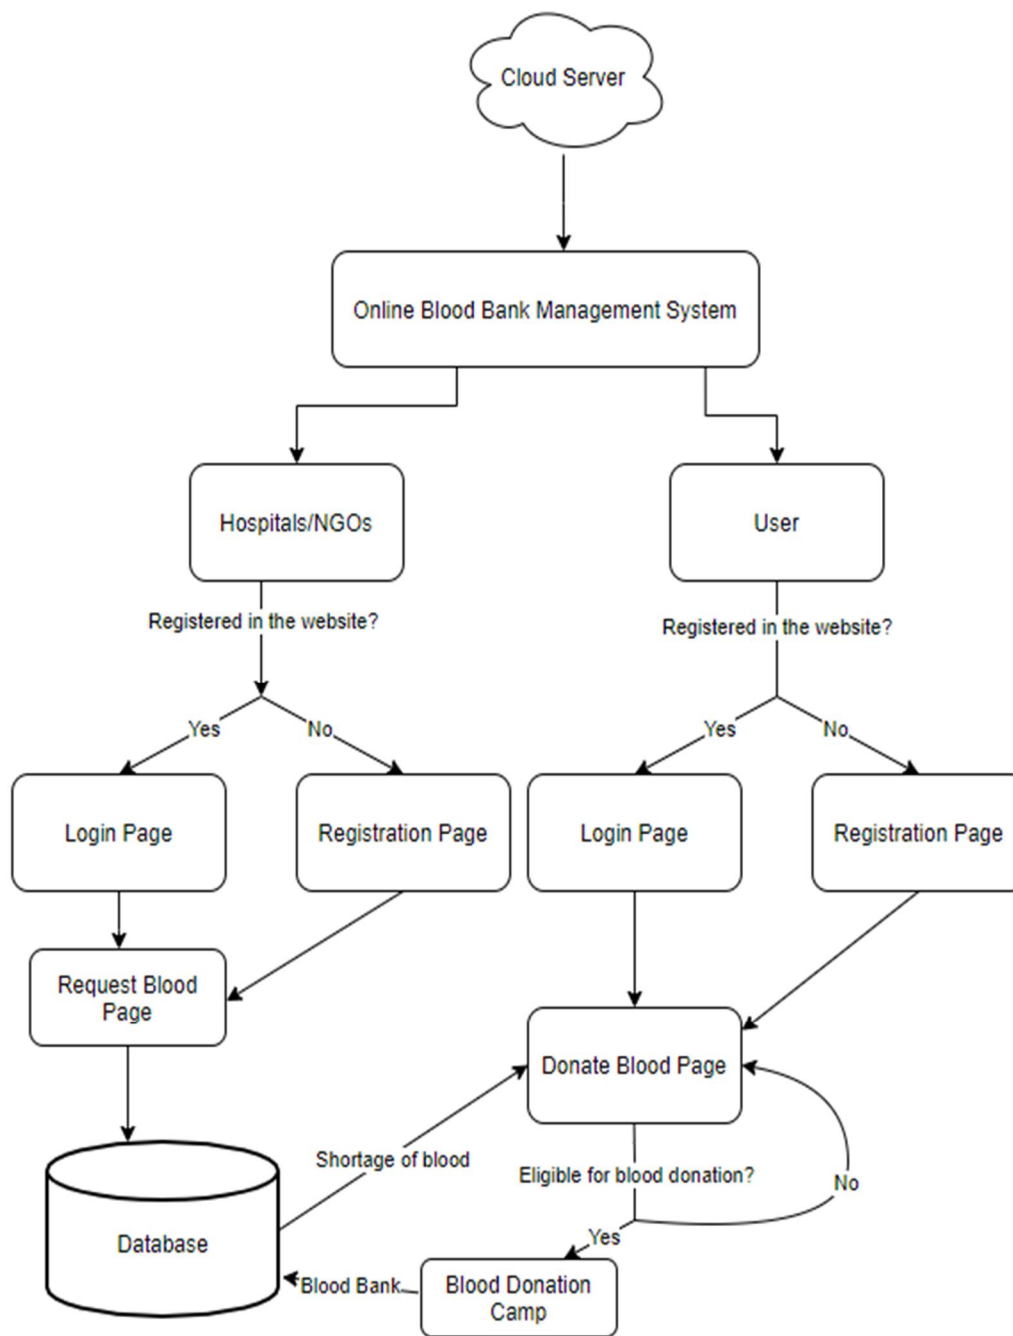 Cloud Server
Online Blood Bank Management System
Hospitals/NGOs
User
Registered in the website?
Registered in the website?
Yes
No
Yes
No
Login Page
Registration Page
Login Page
Registration Page
Request Blood
Page
Donate Blood Page
Shortage of blood
Eligible for blood donation?
No
Yes
Database
Blood Bank
Blood Donation
Camp